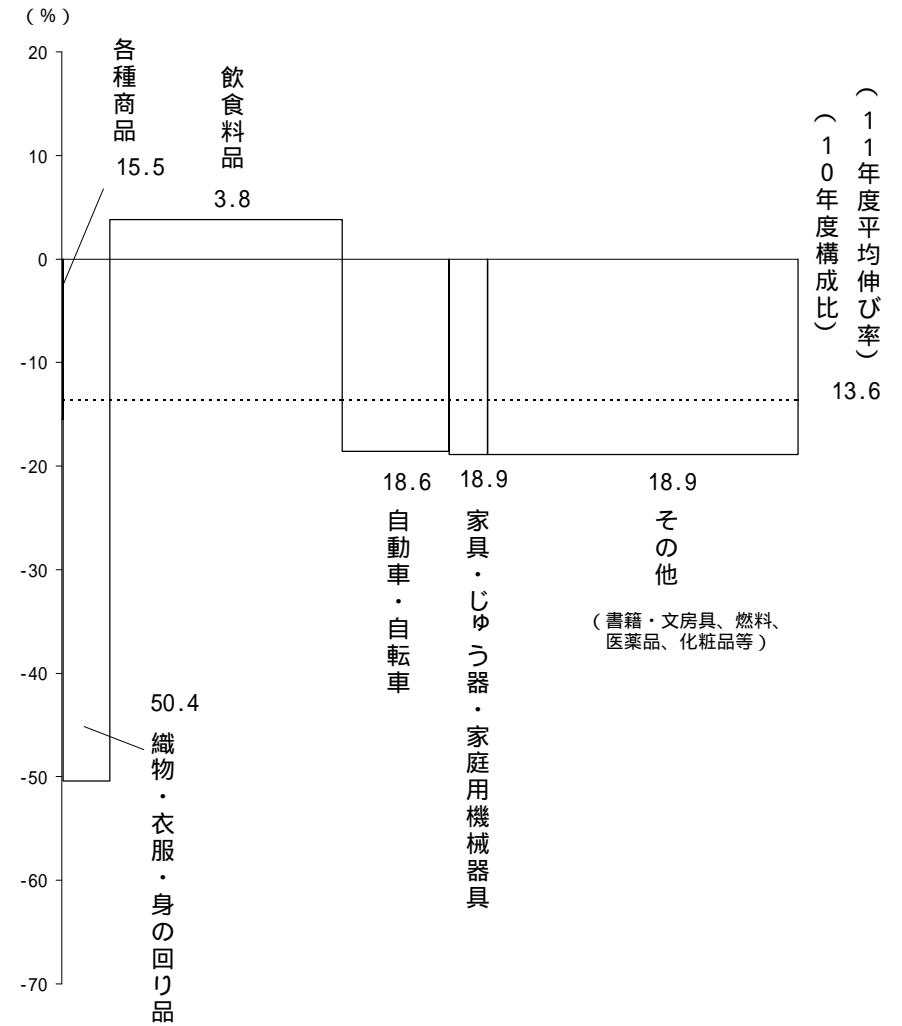 (%)
20
10
0
-10
-20
-30
-40
-50
-60
-70
各種商品
15.5
飲食料品
3.8
(11年度平均伸び率)
(10年度構成比)
13.6
18.6
自動車・自転車
18.9
家具・じゅう器・家庭用機械器具
18.9
その他
(書籍・文房具、燃料、
医薬品、化粧品等)
50.4
織物・衣服・身の回り品